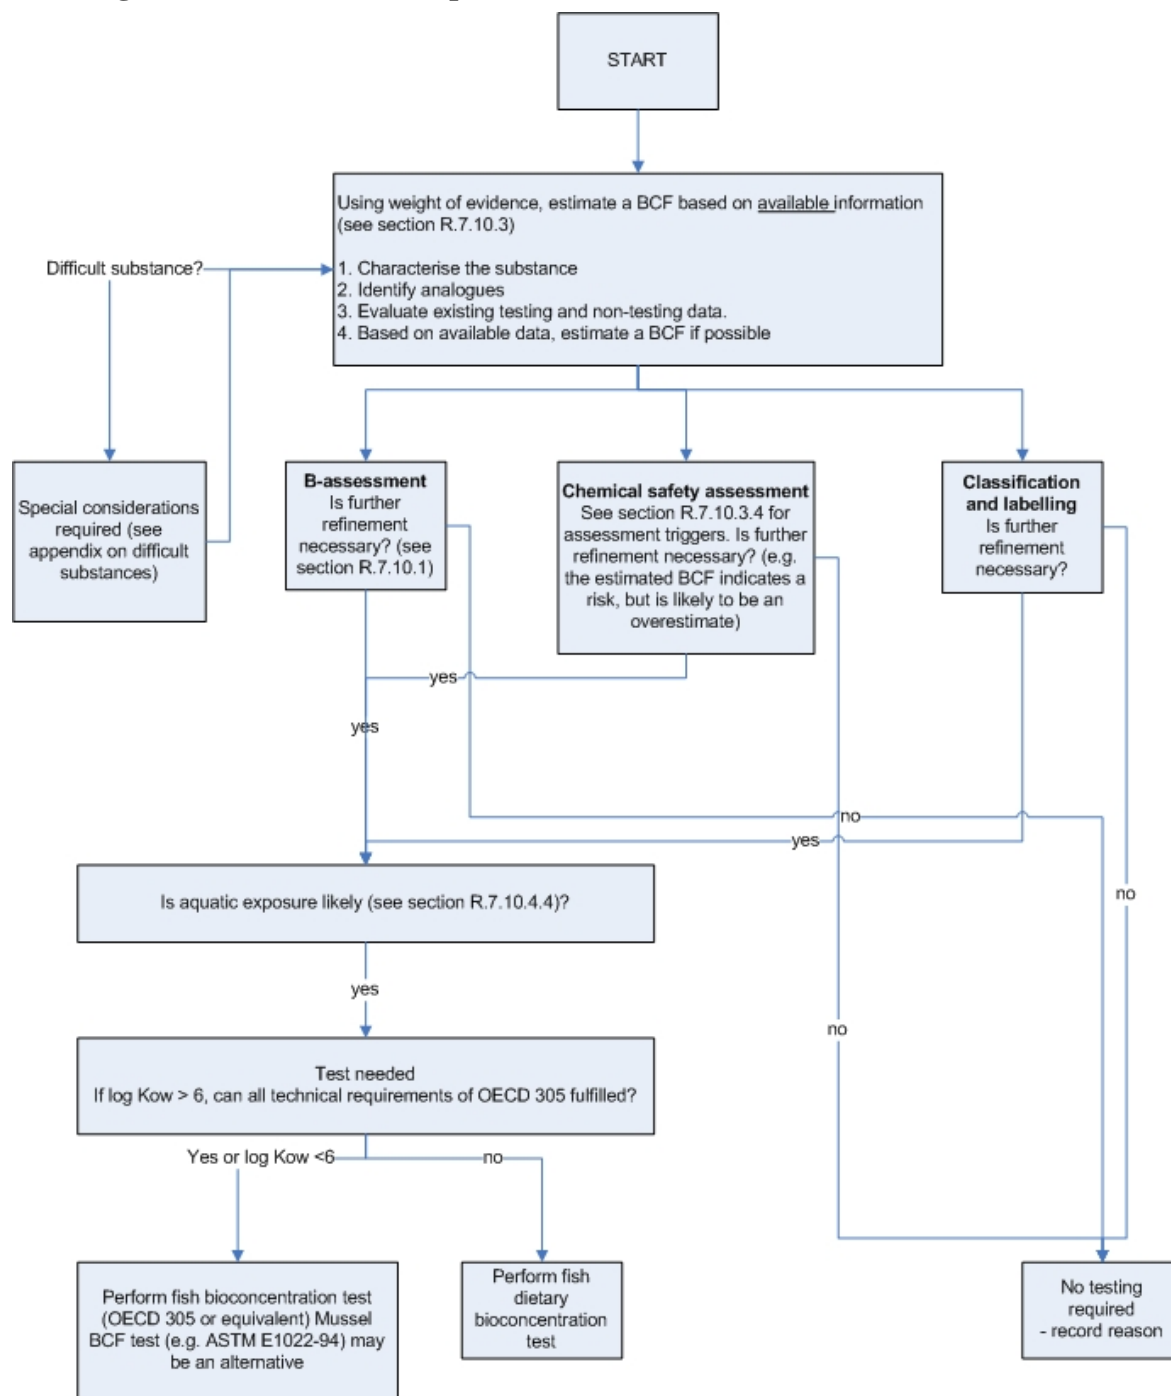 START
Using weight of evidence, estimate a BCF based on available information
(see section R.7.10.3)
1. Characterise the substance
2. Identify analogues
3. Evaluate existing testing and non-testing data.
4. Based on available data, estimate a BCF if possible
Difficult substance?
Special considerations
required (see
appendix on difficult
substances)
B-assessment
Is further
refinement
necessary? (see
section R.7.10.1)
Chemical safety assessment
See section R.7.10.3.4 for
assessment triggers. Is further
refinement necessary? (e.g.
the estimated BCF indicates a
risk, but is likely to be an
overestimate)
Classification
and labelling
Is further
refinement
necessary?
yes
yes
no
yes
no
no
Is aquatic exposure likely (see section R.7.10.4.4)?
yes
Test needed
If log Kow > 6, can all technical requirements of OECD 305 fulfilled?
Yes or log Kow <6
no
Perform fish bioconcentration test
(OECD 305 or equivalent) Mussel
BCF test (e.g. ASTM E1022-94) may
be an alternative
Perform fish
dietary
bioconcentration
test
No testing
required
- record reason